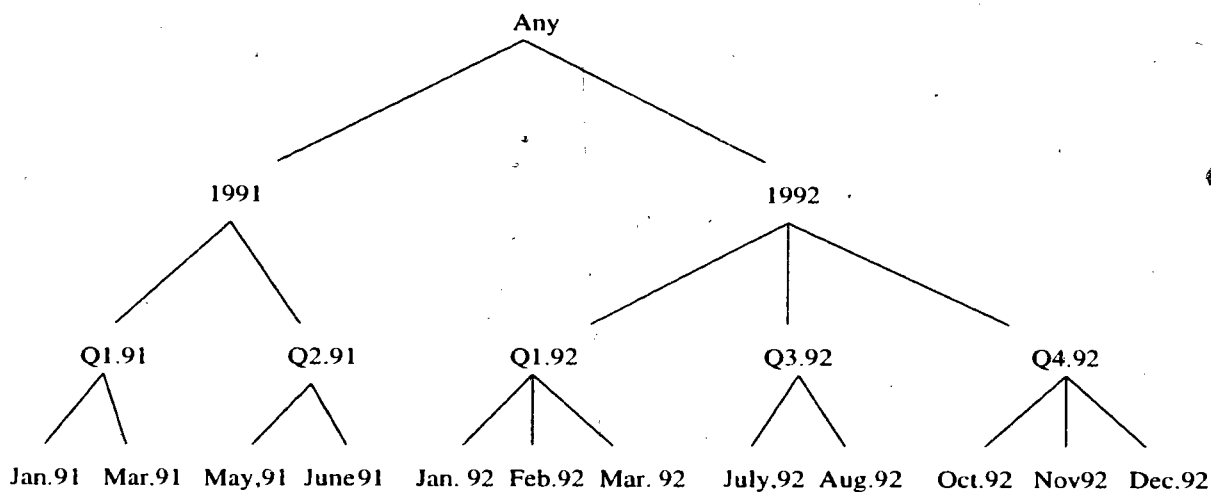 Any
1991 1992
Q1.91 Q2.91 Q1.92 Q3.92 Q4.92
Jan.91 Mar.91 May,91 June91 Jan. 92 Feb.92 Mar. 92 July,92 Aug.92 Oct.92 Nov92 Dec.92